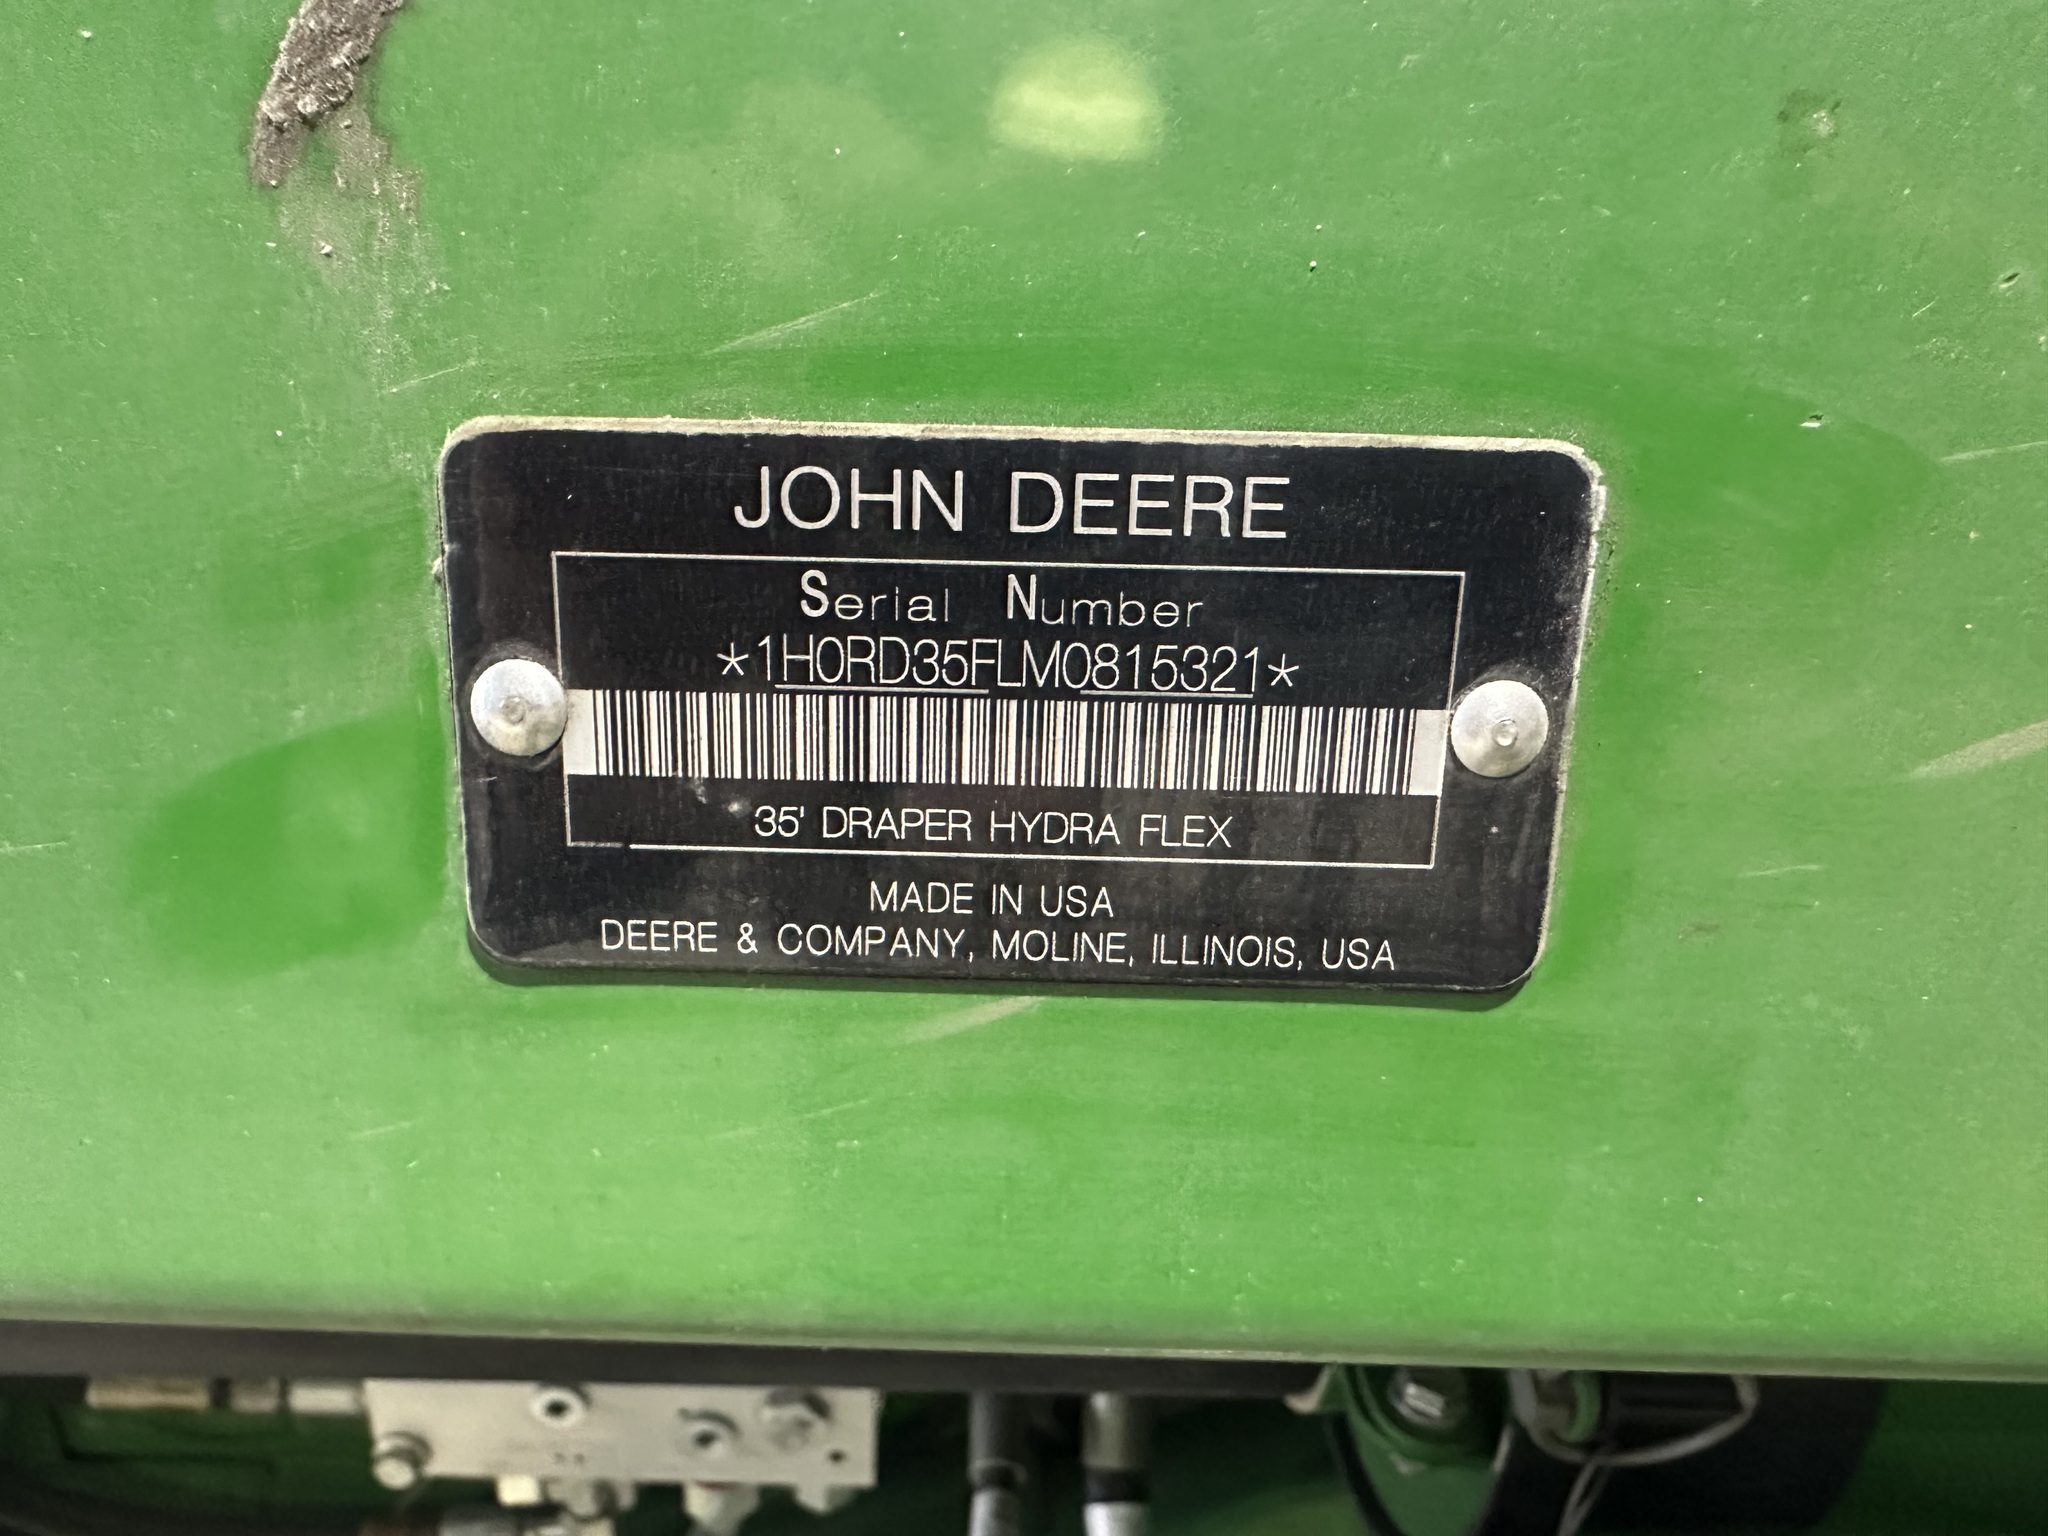 JOHN DEERE
Serial Number
*1H0RD35FLM0815321*
35' DRAPER HYDRA FLEX
MADE IN USA
DEERE & COMPANY, MOLINE, ILLINOIS, USA